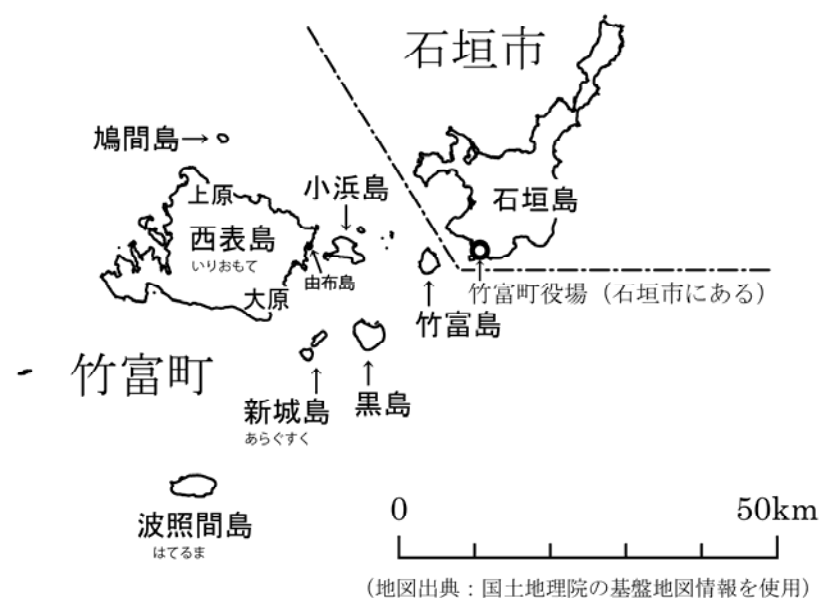 石垣市
鳩間島→
上原
小浜島
↓
石垣島
西表島
いりおもて
由布島
大原
竹富町役場（石垣市にある）
竹富島
竹富町
新城島
あらぐすく
黒島
波照間島
はてるま
0 50km
（地図出典：国土地理院の基盤地図情報を使用）